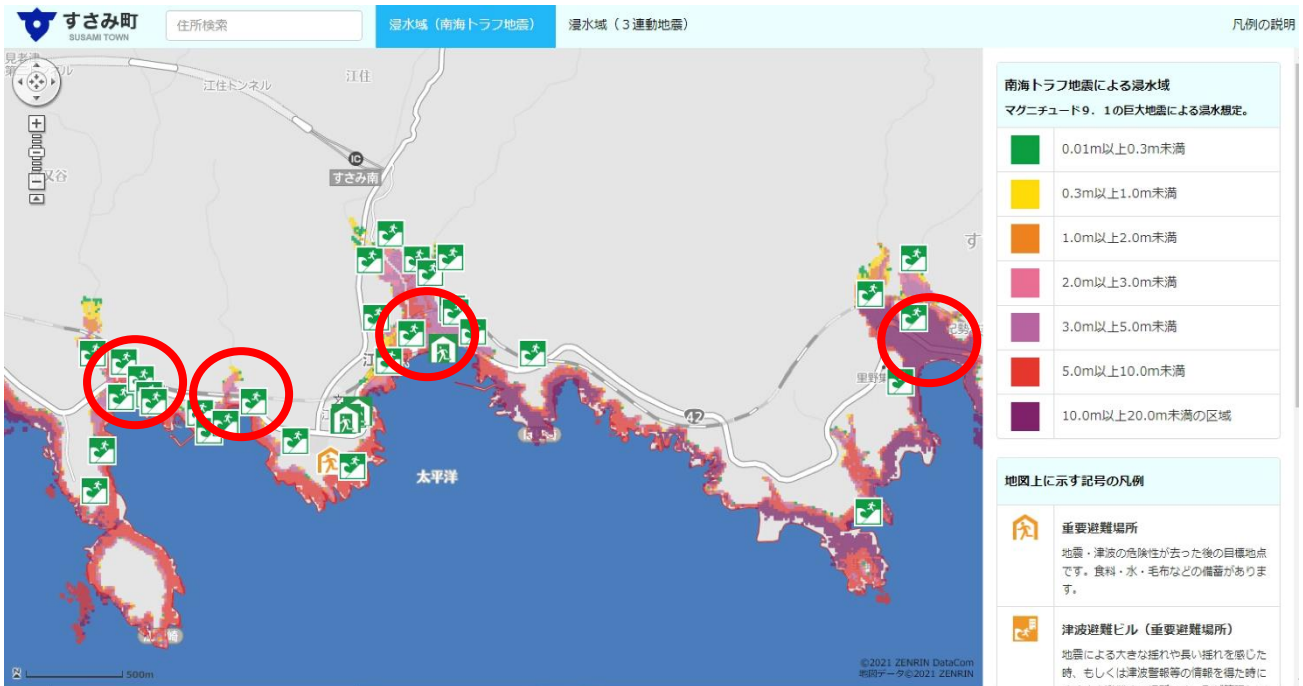 すさみ町
SUSAMI TOWN
住所検索
浸水域（南海トラフ地震）
浸水域（３連動地震）
凡例の説明
江住トンネル
江住
IC
すさみ南
又谷
す
里野
42
太平洋
500m
©2021 ZENRIN DataCom
地図データ©2021 ZENRIN
南海トラフ地震による浸水域
マグニチュード９．１の巨大地震による浸水想定。
0.01m以上0.3m未満
0.3m以上1.0m未満
1.0m以上2.0m未満
2.0m以上3.0m未満
3.0m以上5.0m未満
5.0m以上10.0m未満
10.0m以上20.0m未満の区域
地図上に示す記号の凡例
重要避難場所
地震・津波の危険性が去った後の目標地点
です。食料・水・毛布などの備蓄がありま
す。
津波避難ビル（重要避難場所）
地震による大きな揺れや長い揺れを感じた
時、もしくは津波警報等の情報を得た時に